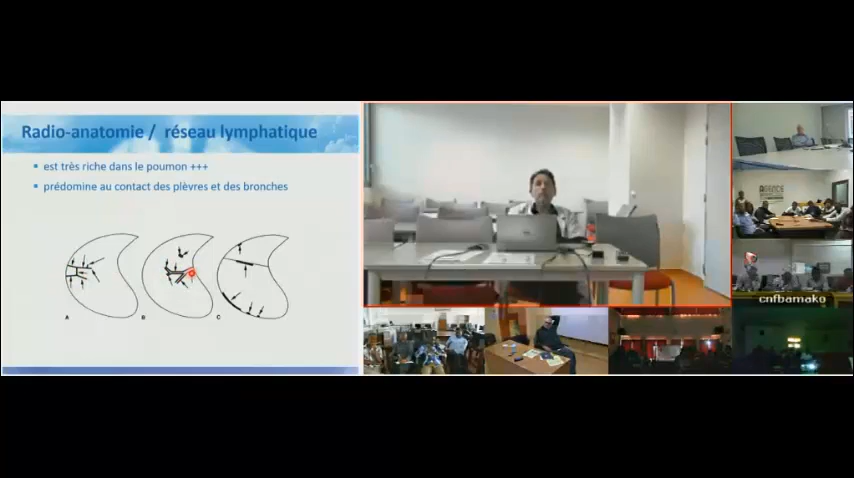 Radio-anatomie / réseau lymphatique
est très riche dans le poumon +++
prédomine au contact des plèvres et des bronches
A
B
C
AGENCE
cnfbamako